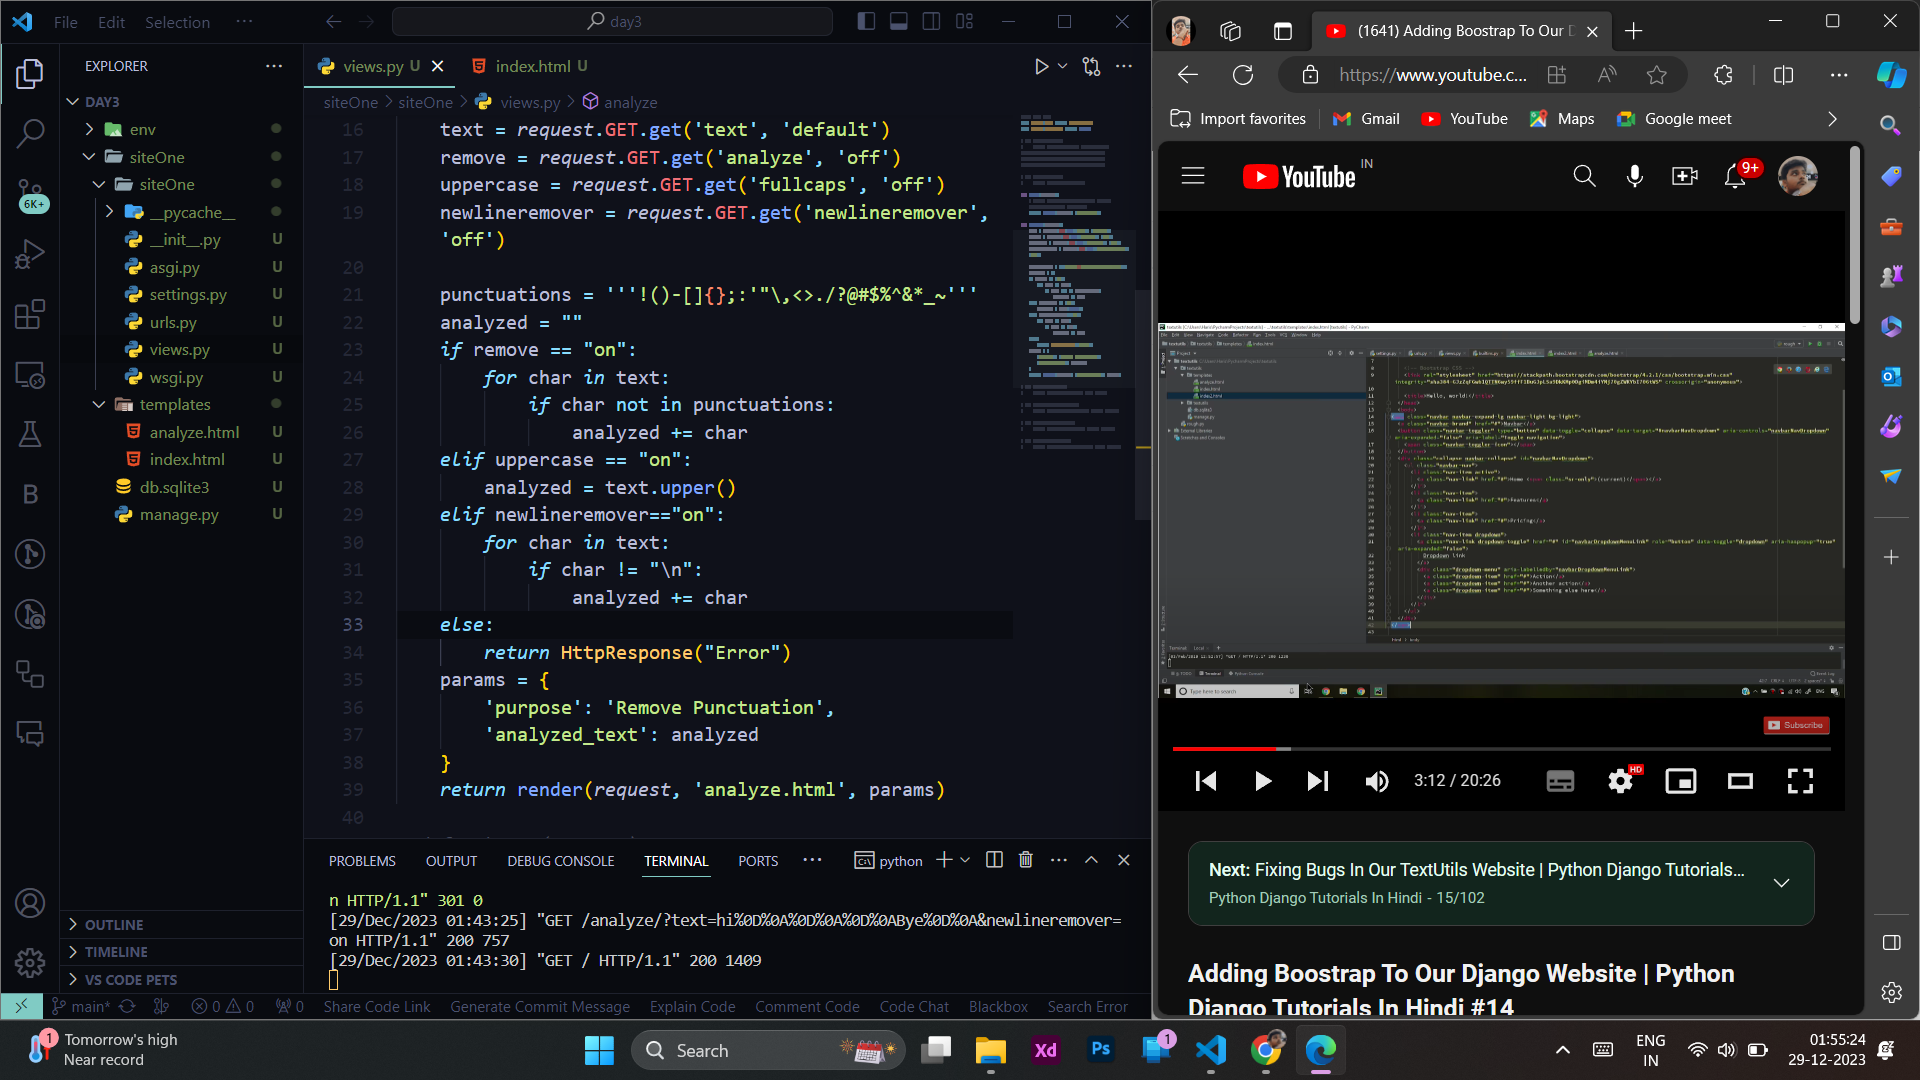 File Edit Selection ···
day3
EXPLORER
DAY3
env
siteOne
siteOne
__pycache__
__init__.py U
asgi.py U
settings.py U
urls.py U
views.py U
wsgi.py U
templates
analyze.html U
index.html U
db.sqlite3 U
manage.py U
6K+
OUTLINE
TIMELINE
VS CODE PETS
views.py U
index.html U
siteOne > siteOne > views.py > analyze
16 text = request.GET.get('text', 'default')
17 remove = request.GET.get('analyze', 'off')
18 uppercase = request.GET.get('fullcaps', 'off')
19 newlineremover = request.GET.get('newlineremover',
'off')
20
21 punctuations = '''!()-[]{};:'"\,<>./?@#$%^&*_~'''
22 analyzed = ""
23 if remove == "on":
24 for char in text:
25 if char not in punctuations:
26 analyzed += char
27 elif uppercase == "on":
28 analyzed = text.upper()
29 elif newlineremover=="on":
30 for char in text:
31 if char != "\n":
32 analyzed += char
33 else:
34 return HttpResponse("Error")
35 params = {
36 'purpose': 'Remove Punctuation',
37 'analyzed_text': analyzed
38 }
39 return render(request, 'analyze.html', params)
40
PROBLEMS OUTPUT DEBUG CONSOLE TERMINAL PORTS ··· python
n HTTP/1.1" 301 0
[29/Dec/2023 01:43:25] "GET /analyze/?text=hi%0D%0A%0D%0A%0D%0ABye%0D%0A&newlineremover=
on HTTP/1.1" 200 757
[29/Dec/2023 01:43:30] "GET / HTTP/1.1" 200 1409
main* 0 0 0 Share Code Link Generate Commit Message Explain Code Comment Code Code Chat Blackbox Search Error
(1641) Adding Boostrap To Our D
https://www.youtube.c...
Import favorites Gmail YouTube Maps Google meet
YouTube IN
9+
Subscribe
3:12 / 20:26
HD
Next: Fixing Bugs In Our TextUtils Website | Python Django Tutorials...
Python Django Tutorials In Hindi - 15/102
Adding Boostrap To Our Django Website | Python
Django Tutorials In Hindi #14
1
Tomorrow's high
Near record
Search
Xd
Ps
1
ENG
IN
01:55:24
29-12-2023